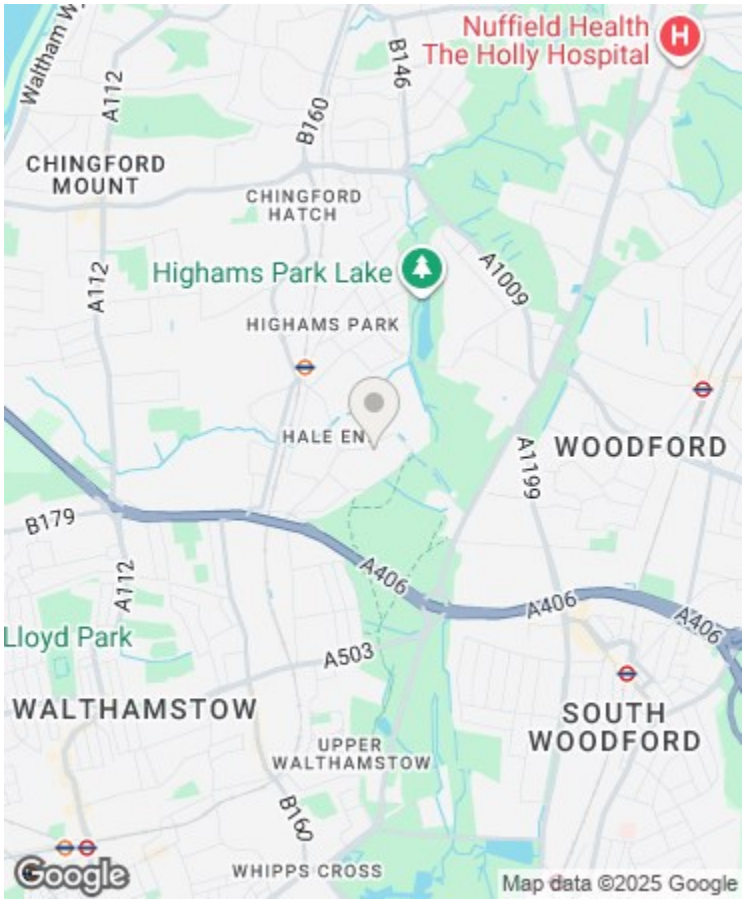 Nuffield Health
The Holly Hospital
H
Waltham W
A112
B160
B146
CHINGFORD
MOUNT
CHINGFORD
HATCH
A112
Highams Park Lake
A1009
HIGHAMS PARK
HALE EN
WOODFORD
A1199
B179
A112
A406
A406
A406
Lloyd Park
A503
WALTHAMSTOW
SOUTH
WOODFORD
UPPER
WALTHAMSTOW
B160
WHIPPS CROSS
Google
Map data ©2025 Google